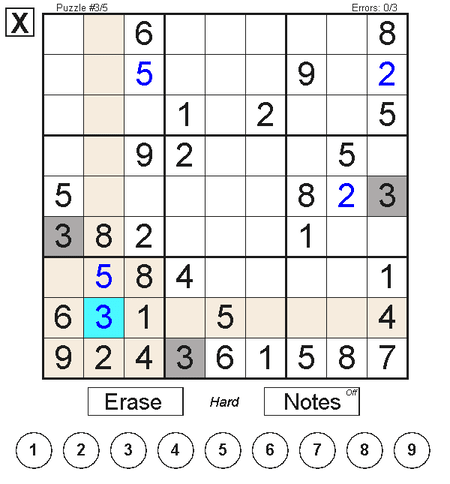 Puzzle #3/5 Errors: 0/3
X
6 8
5 9 2
1 2 5
9 2 5
5 8 2 3
3 8 2 1
5 8 4 1
6 3 1 5 4
9 2 4 3 6 1 5 8 7
Erase Hard Notes Off
1 2 3 4 5 6 7 8 9